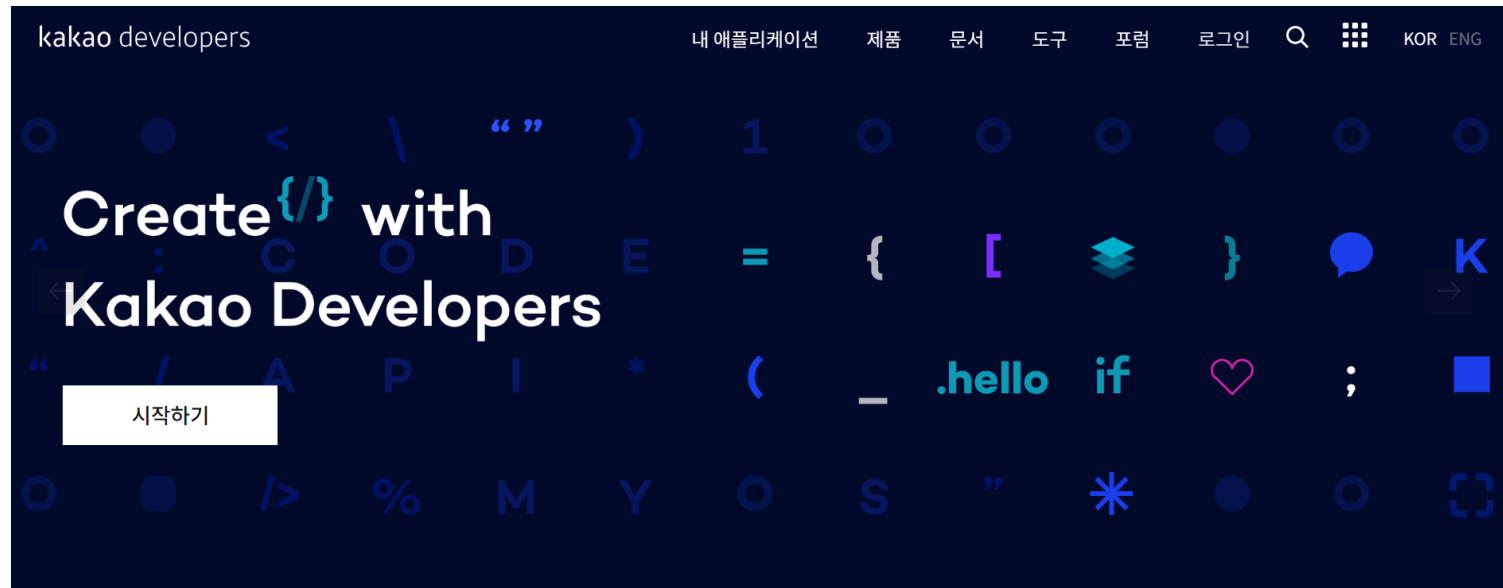 kakao developers 내 애플리케이션 제품 문서 도구 포럼 로그인 KOR ENG
< \ “ ” ) 1
Create{/} with
^ : C O D E = { [ } K
Kakao Developers
“ / A P I * ( _ .hello if ;
시작하기
/> % M Y S ”